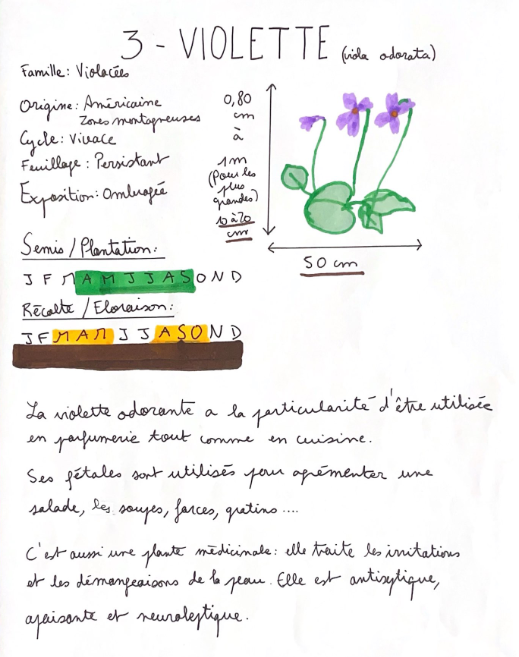 3 - VIOLETTE (viola odorata)
Famille: Violacées
Origine: Américaine
Zones montagneuses
Cycle: Vivace
Feuillage: Persistant
Exposition: Ombragée
0,80
cm
à
1m
(Pour les
plus
grandes)
10 à 20
cm
50 cm
Semis/Plantation:
J F M A M J J A S O N D
Récolte/Floraison:
J F M A M J J A S O N D
La violette odorante a la particularité d'être utilisée
en parfumerie tout comme en cuisine.
Ses pétales sont utilisés pour agrémenter une
salade, les soupes, farces, gratins ....
C'est aussi une plante médicinale: elle traite les irritations
et les démangeaisons de la peau. Elle est antiseptique,
apaisante et neuroleptique.